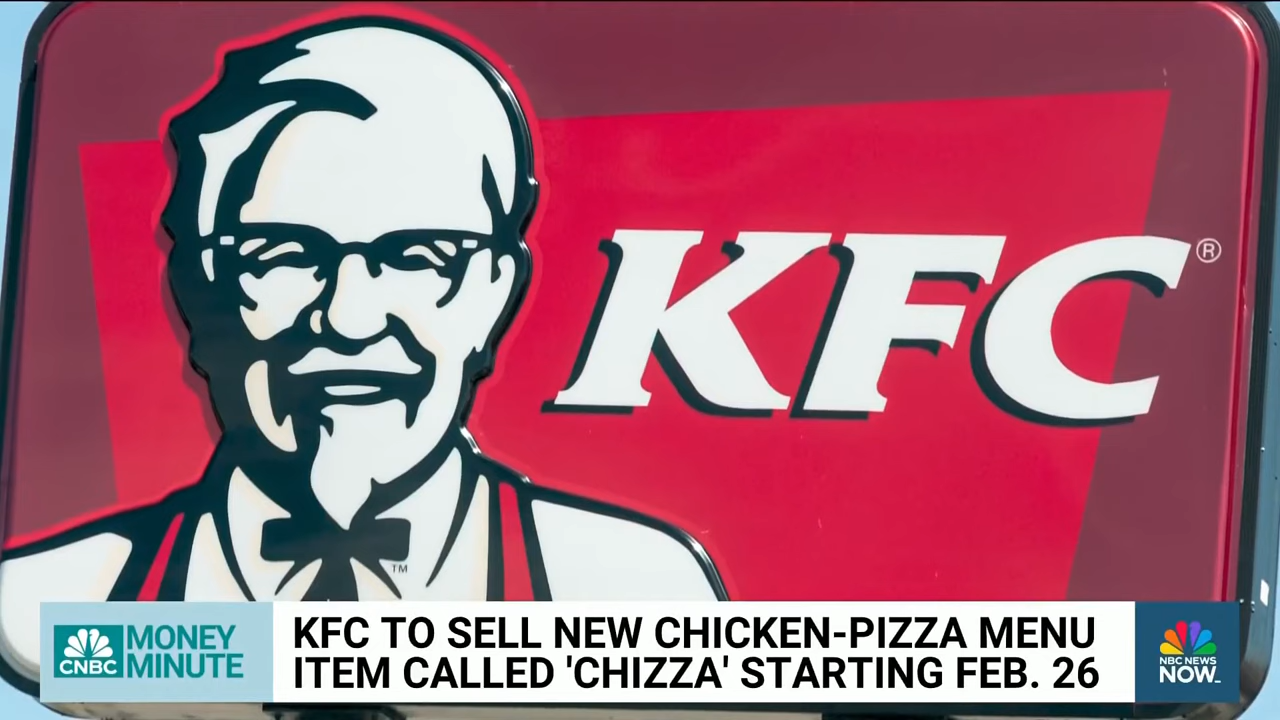 KFC®
TM
CNBC
MONEY
MINUTE
KFC TO SELL NEW CHICKEN-PIZZA MENU
ITEM CALLED 'CHIZZA' STARTING FEB. 26
NBC NEWS
NOW